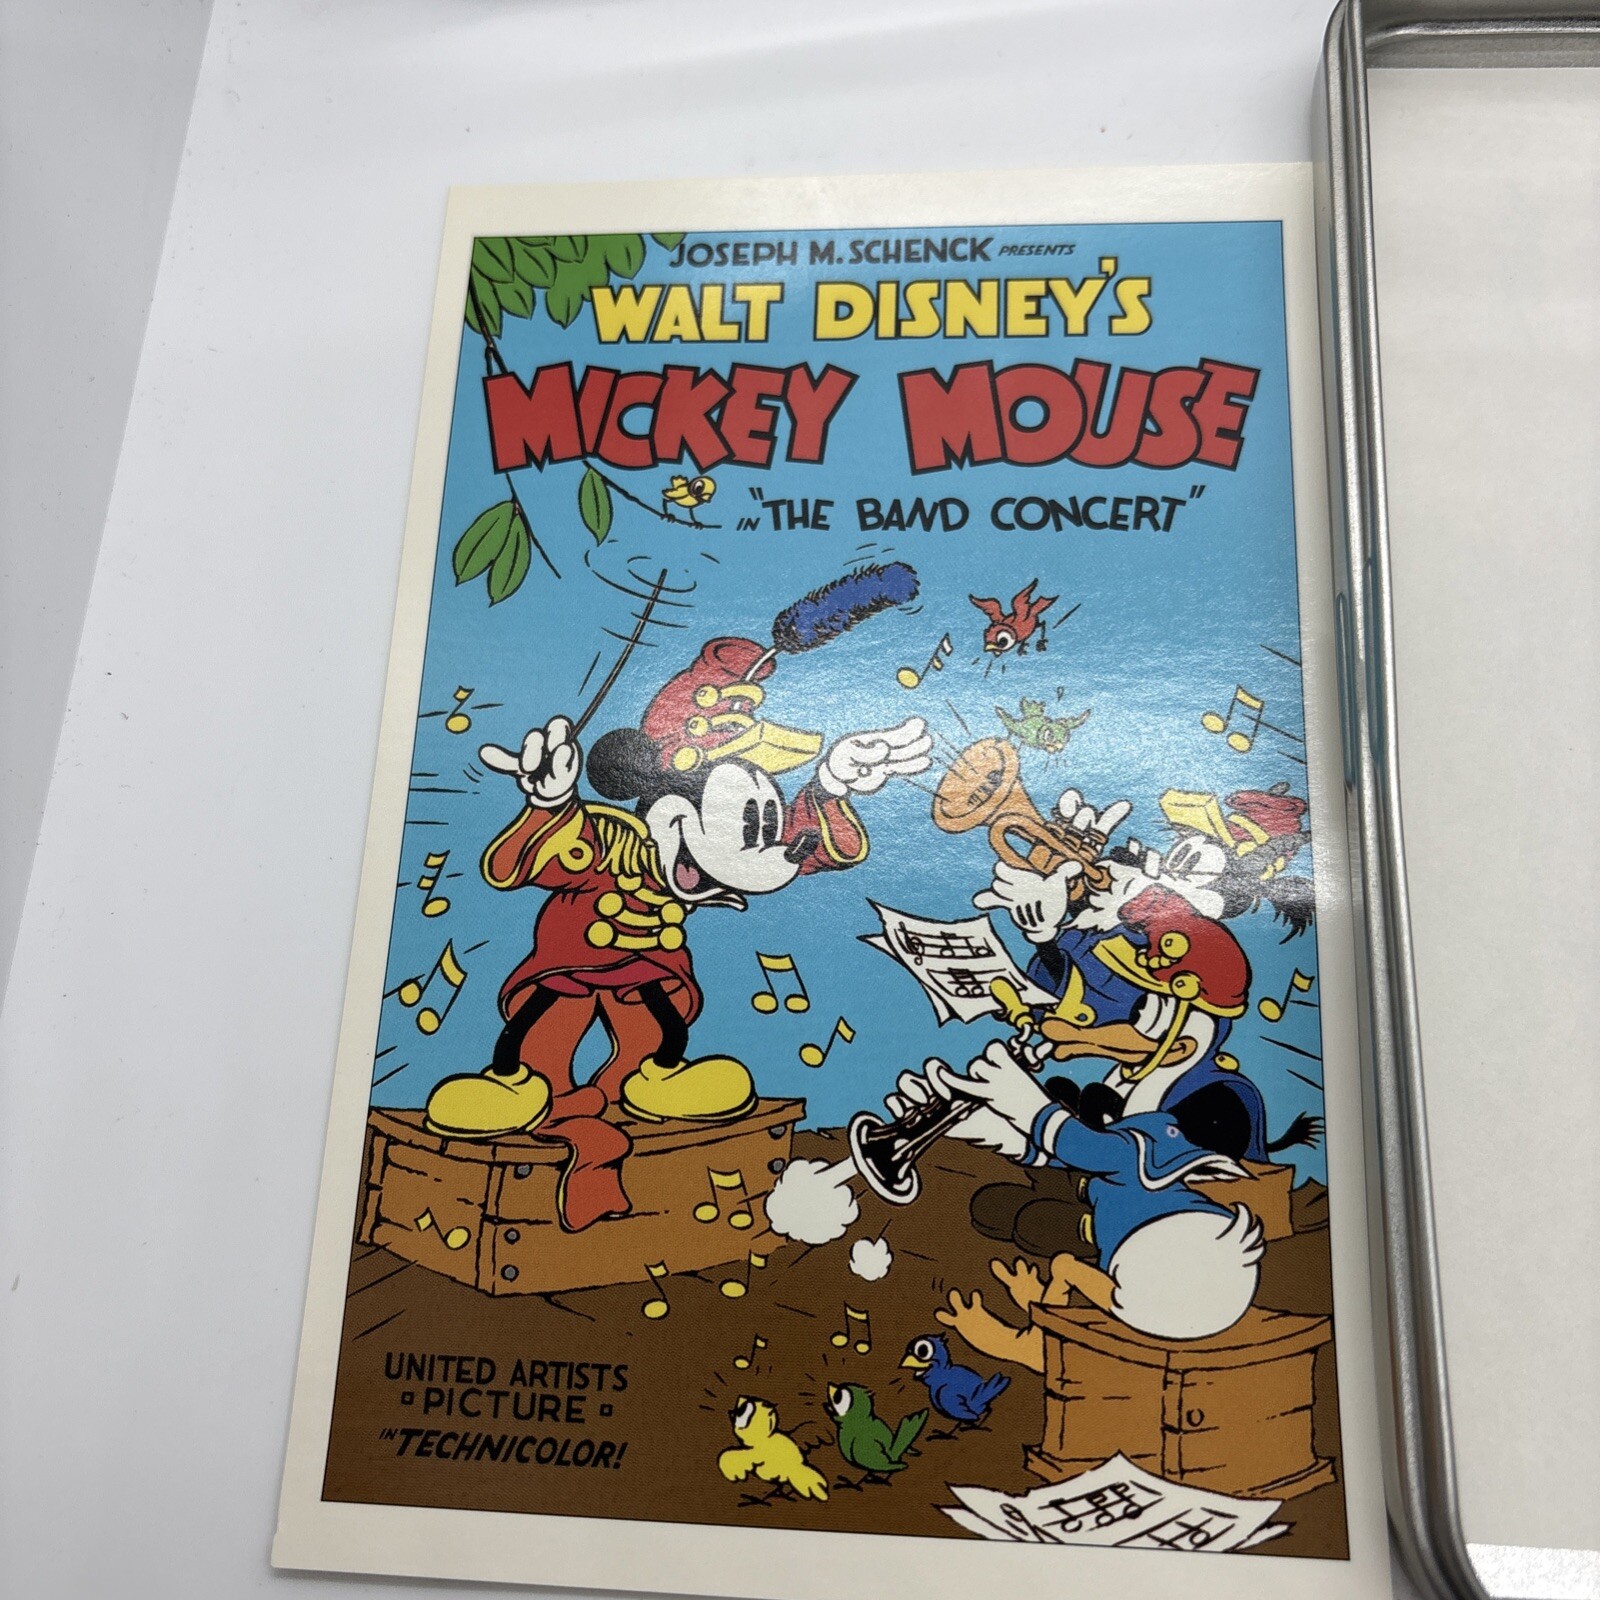 JOSEPH M. SCHENCK PRESENTS
WALT DISNEY'S
MICKEY MOUSE
IN "THE BAND CONCERT"
UNITED ARTISTS
PICTURE
IN TECHNICOLOR!